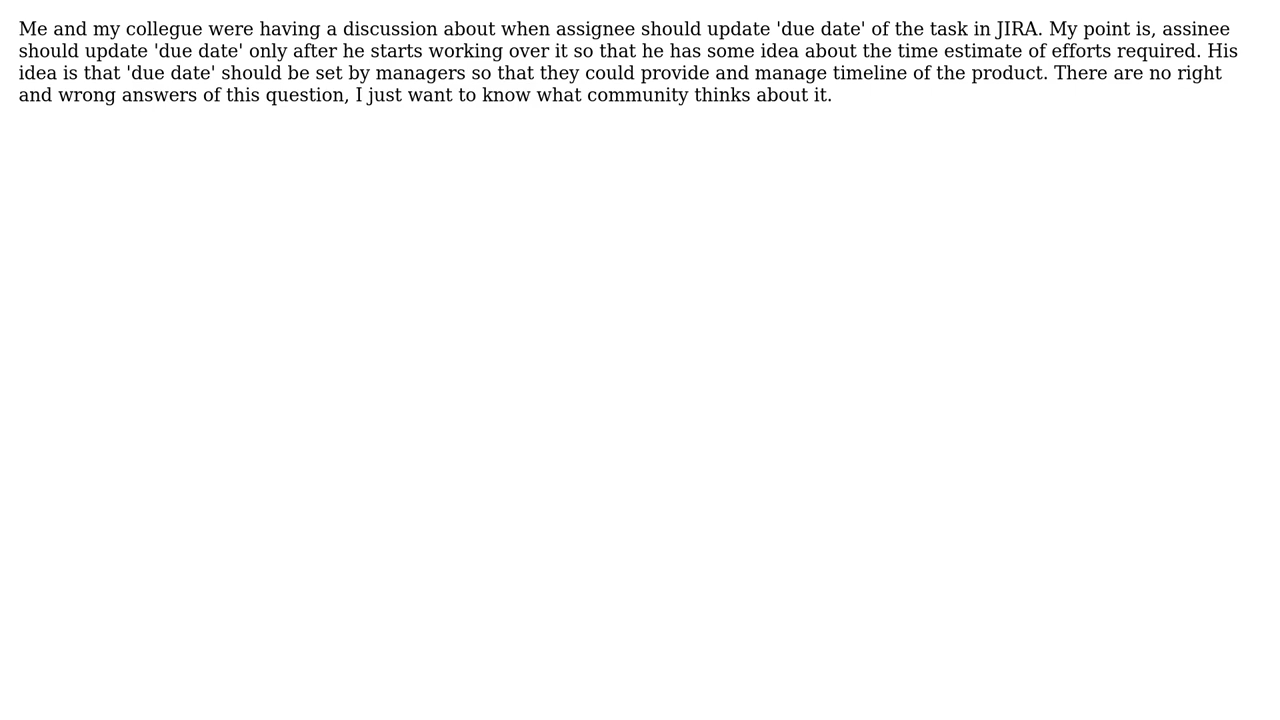 Me and my collegue were having a discussion about when assignee should update 'due date' of the task in JIRA. My point is, assinee
should update 'due date' only after he starts working over it so that he has some idea about the time estimate of efforts required. His
idea is that 'due date' should be set by managers so that they could provide and manage timeline of the product. There are no right
and wrong answers of this question, I just want to know what community thinks about it.